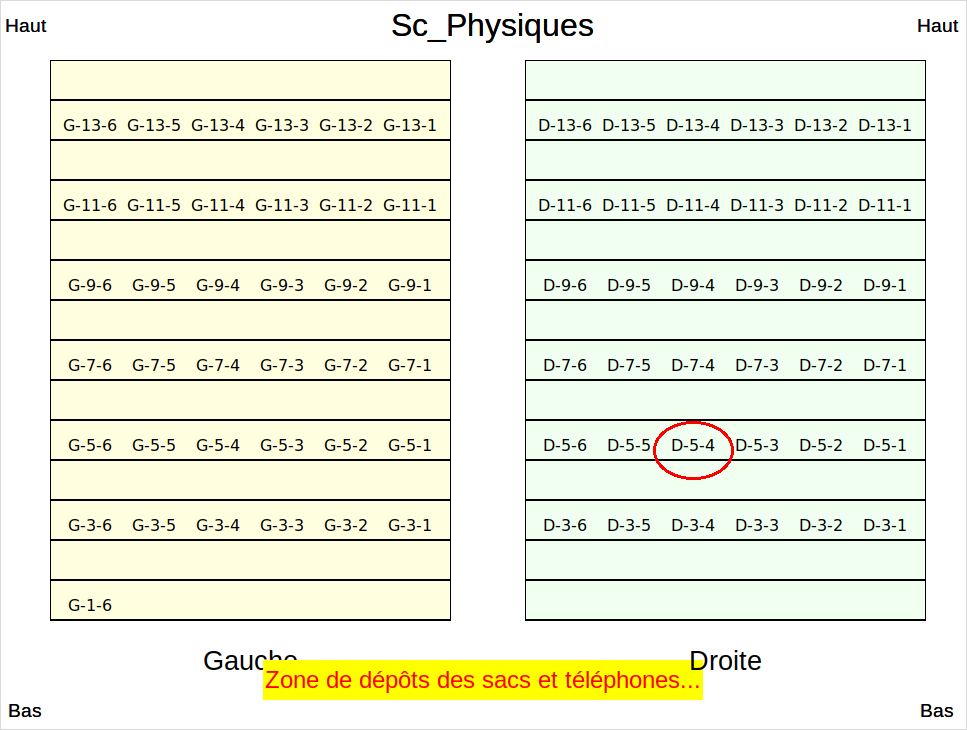 Sc_Physiques
Haut Haut
G-13-6 G-13-5 G-13-4 G-13-3 G-13-2 G-13-1 D-13-6 D-13-5 D-13-4 D-13-3 D-13-2 D-13-1
G-11-6 G-11-5 G-11-4 G-11-3 G-11-2 G-11-1 D-11-6 D-11-5 D-11-4 D-11-3 D-11-2 D-11-1
G-9-6 G-9-5 G-9-4 G-9-3 G-9-2 G-9-1 D-9-6 D-9-5 D-9-4 D-9-3 D-9-2 D-9-1
G-7-6 G-7-5 G-7-4 G-7-3 G-7-2 G-7-1 D-7-6 D-7-5 D-7-4 D-7-3 D-7-2 D-7-1
G-5-6 G-5-5 G-5-4 G-5-3 G-5-2 G-5-1 D-5-6 D-5-5 D-5-4 D-5-3 D-5-2 D-5-1
G-3-6 G-3-5 G-3-4 G-3-3 G-3-2 G-3-1 D-3-6 D-3-5 D-3-4 D-3-3 D-3-2 D-3-1
G-1-6
Gauche Droite
Zone de dépôts des sacs et téléphones...
Bas Bas